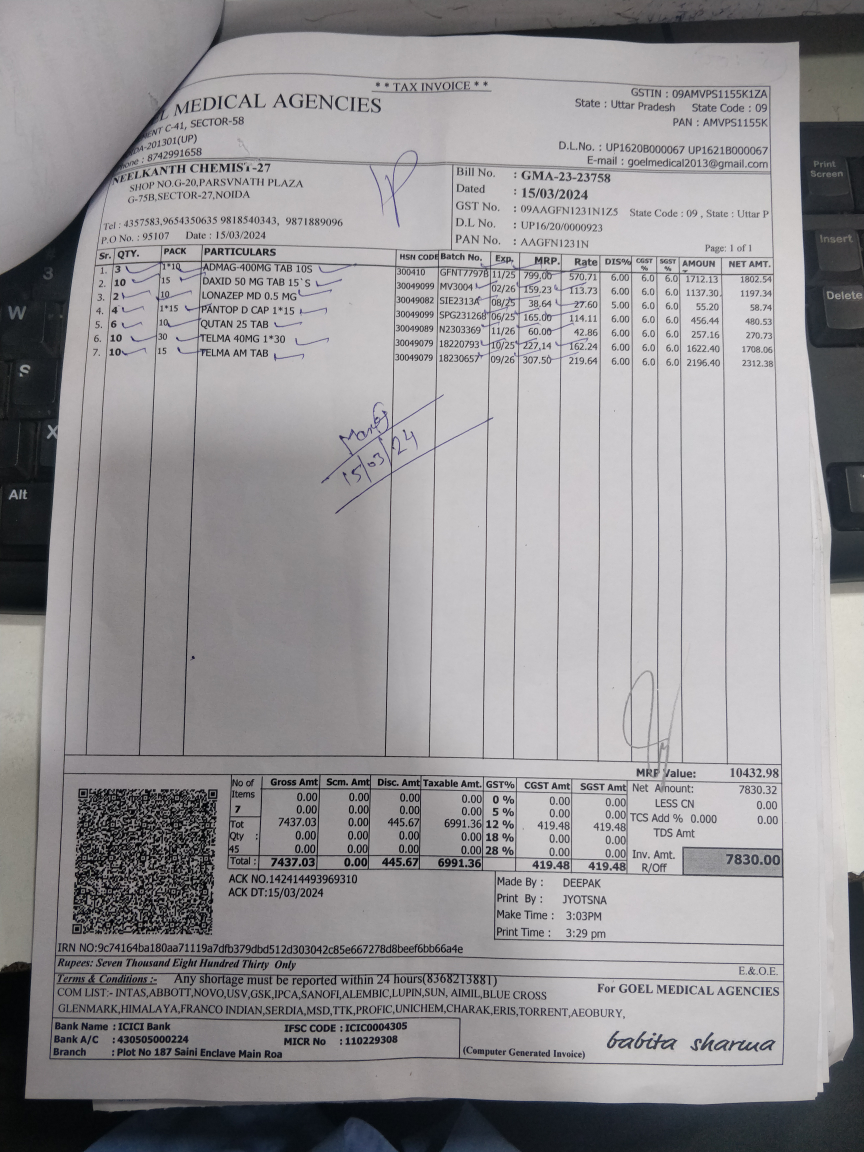 ** TAX INVOICE **
GSTIN : 09AMVPS1155K1ZA
State : Uttar Pradesh State Code : 09
PAN : AMVPS1155K
D.L.No. : UP1620B000067 UP1621B000067
E-mail : goelmedical2013@gmail.com
EL MEDICAL AGENCIES
MENT C-41, SECTOR-58
DA-201301(UP)
hone : 8742991658
NEELKANTH CHEMIST-27
SHOP NO.G-20,PARSVNATH PLAZA
G-75B,SECTOR-27,NOIDA
Tel : 4357583,9654350635 9818540343, 9871889096
P.O No. : 95107 Date : 15/03/2024
Bill No. : GMA-23-23758
Dated : 15/03/2024
GST No. : 09AAGFN1231N1Z5 State Code : 09 , State : Uttar P
D.L No. : UP16/20/0000923
PAN No. : AAGFN1231N
Page: 1 of 1
Sr. QTY. PACK PARTICULARS HSN CODE Batch No. Exp. MRP. Rate DIS% CGST % SGST % AMOUN NET AMT.
1. 3 1*10 ADMAG-400MG TAB 10S 300410 GFNT7797B 11/25 799.00 570.71 6.00 6.0 6.0 1712.13 1802.54
2. 10 15 DAXID 50 MG TAB 15`S 30049099 MV3004 02/26 159.23 113.73 6.00 6.0 6.0 1137.30 1197.34
3. 2 10 LONAZEP MD 0.5 MG 30049082 SIE2313A 08/25 38.64 27.60 5.00 6.0 6.0 55.20 58.74
4. 4 1*15 PANTOP D CAP 1*15 30049099 SPG231268 06/25 165.00 114.11 6.00 6.0 6.0 456.44 480.53
5. 6 10 QUTAN 25 TAB 30049089 N2303369 11/26 60.00 42.86 6.00 6.0 6.0 257.16 270.73
6. 10 30 TELMA 40MG 1*30 30049079 18220793 10/25 227.14 162.24 6.00 6.0 6.0 1622.40 1708.06
7. 10 15 TELMA AM TAB 30049079 18230657 09/26 307.50 219.64 6.00 6.0 6.0 2196.40 2312.38
15/03/24
MRP Value: 10432.98
No of Items 7 Tot Qty : 45
Gross Amt Scm. Amt Disc. Amt Taxable Amt. GST% CGST Amt SGST Amt
0.00 0.00 0.00 0.00 0 % 0.00 0.00
0.00 0.00 0.00 0.00 5 % 0.00 0.00
7437.03 0.00 445.67 6991.36 12 % 419.48 419.48
0.00 0.00 0.00 0.00 18 % 0.00 0.00
0.00 0.00 0.00 0.00 28 % 0.00 0.00
Total : 7437.03 0.00 445.67 6991.36 419.48 419.48
Net Amount: 7830.32
LESS CN 0.00
TCS Add % 0.000 0.00
TDS Amt
Inv. Amt. R/Off 7830.00
ACK NO.142414493969310
ACK DT:15/03/2024
Made By : DEEPAK
Print By : JYOTSNA
Make Time : 3:03PM
Print Time : 3:29 pm
IRN NO:9c74164ba180aa71119a7dfb379dbd512d303042c85e667278d8beef6bb66a4e
Rupees: Seven Thousand Eight Hundred Thirty Only
E.& O.E.
Terms & Conditions :- Any shortage must be reported within 24 hours(8368213881)
COM LIST:- INTAS,ABBOTT,NOVO,USV,GSK,IPCA,SANOFI,ALEMBIC,LUPIN,SUN, AIMIL,BLUE CROSS
GLENMARK,HIMALAYA,FRANCO INDIAN,SERDIA,MSD,TTK,PROFIC,UNICHEM,CHARAK,ERIS,TORRENT,AEOBURY,
For GOEL MEDICAL AGENCIES
Bank Name : ICICI Bank IFSC CODE : ICIC0004305
Bank A/C : 430505000224 MICR No : 110229308
Branch : Plot No 187 Saini Enclave Main Roa
(Computer Generated Invoice)
babita sharma
Print Screen
Insert
Delete
3
W
S
X
Alt